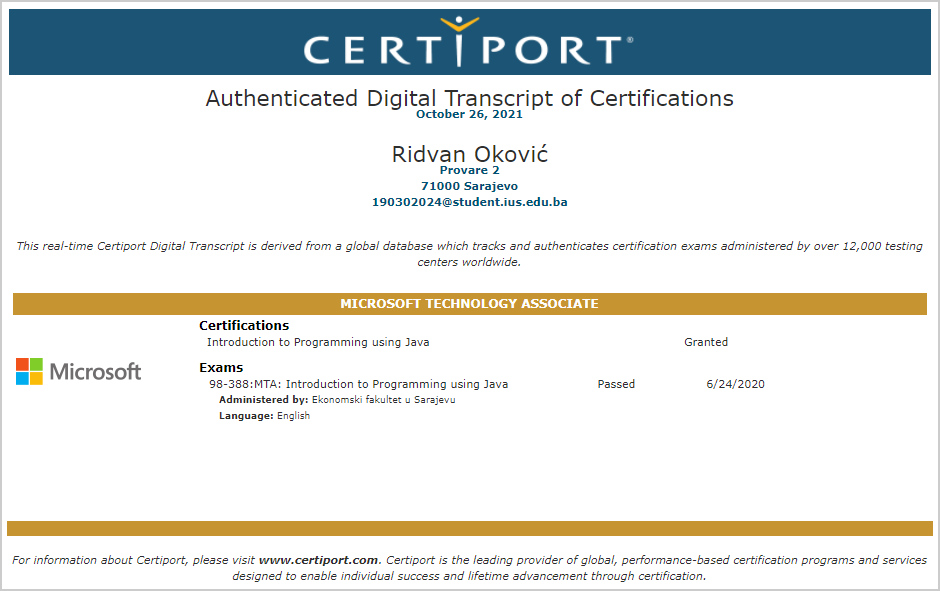 CERTIPORT®
Authenticated Digital Transcript of Certifications
October 26, 2021
Ridvan Oković
Provare 2
71000 Sarajevo
190302024@student.ius.edu.ba
This real-time Certiport Digital Transcript is derived from a global database which tracks and authenticates certification exams administered by over 12,000 testing
centers worldwide.
MICROSOFT TECHNOLOGY ASSOCIATE
Certifications
Introduction to Programming using Java Granted
Microsoft
Exams
98-388:MTA: Introduction to Programming using Java Passed 6/24/2020
Administered by: Ekonomski fakultet u Sarajevu
Language: English
For information about Certiport, please visit www.certiport.com. Certiport is the leading provider of global, performance-based certification programs and services
designed to enable individual success and lifetime advancement through certification.